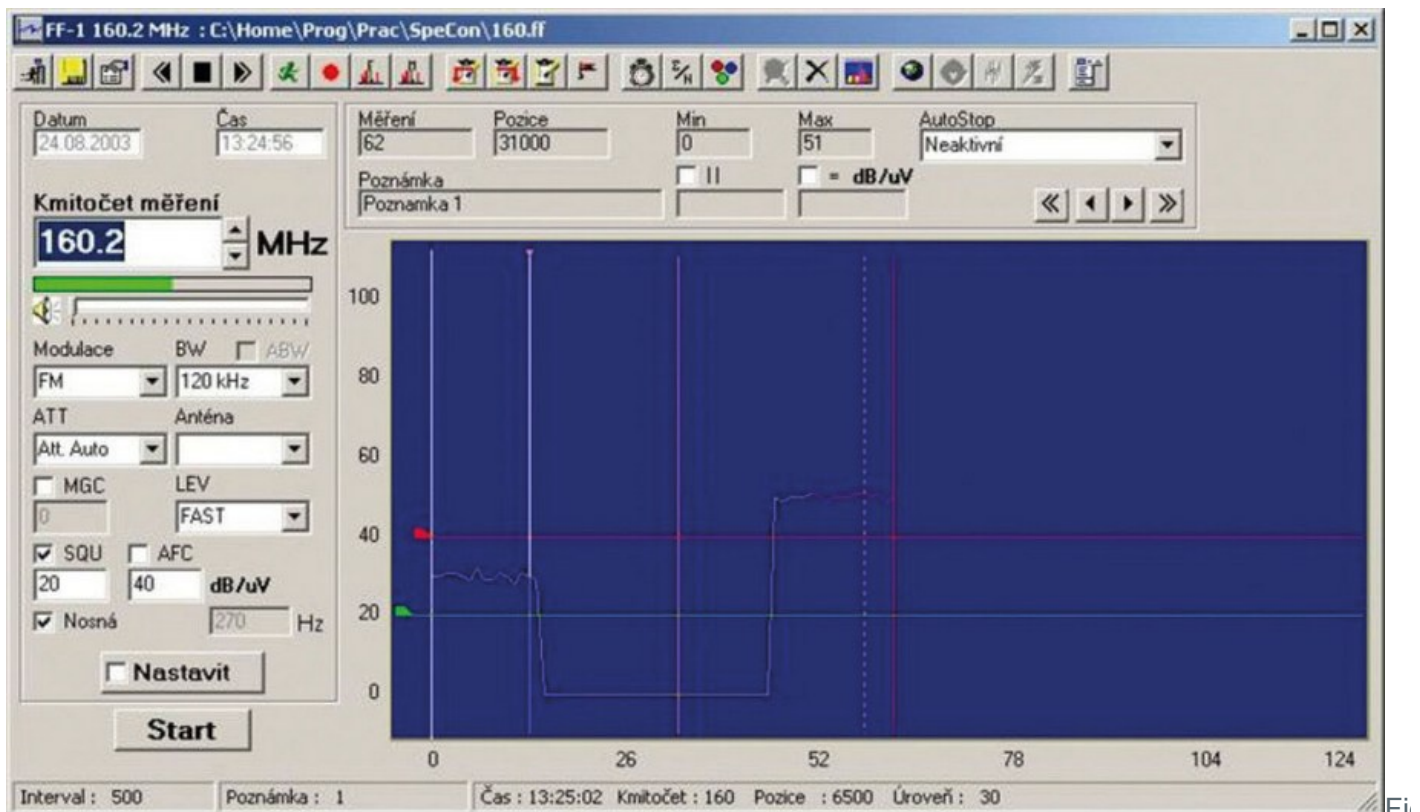 FF-1 160.2 MHz : C:\Home\Prog\Prac\SpeCon\160.ff
Datum Čas
24.08.2003 13:24:56
Kmitočet měření
160.2 MHz
Modulace BW ABW
FM 120 kHz
ATT Anténa
Att. Auto
MGC LEV
0 FAST
SQU AFC
20 40 dB/uV
Nosná 270 Hz
Nastavit
Start
Měření Pozice Min Max AutoStop
62 31000 0 51 Neaktivní
Poznámka || = dB/uV
Poznamka 1
100
80
60
40
20
0
0 26 52 78 104 124
Interval : 500 Poznámka : 1 Čas : 13:25:02 Kmitočet : 160 Pozice : 6500 Úroveň : 30